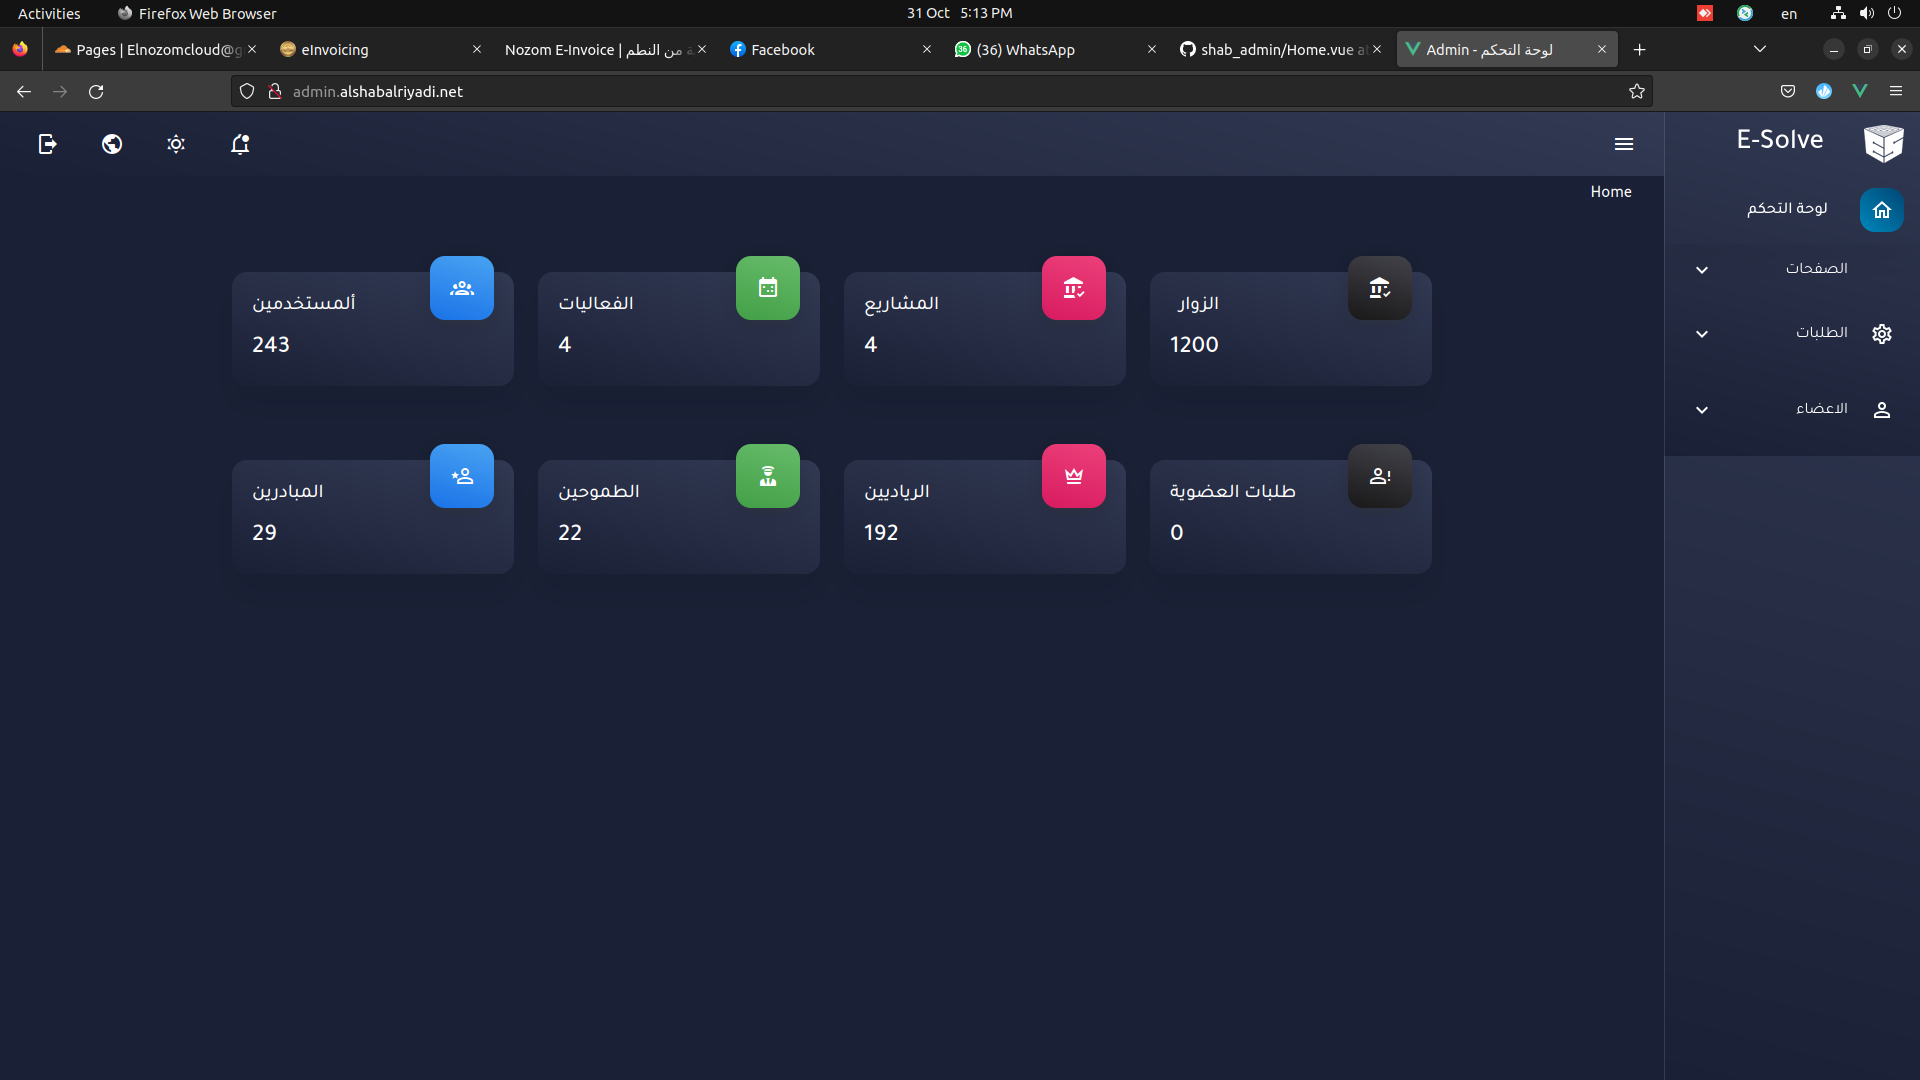 Activities
Firefox Web Browser
31 Oct 5:13 PM
en
Pages | Elnozomcloud@g
eInvoicing
Nozom E-Invoice | ة من النظم
Facebook
(36) WhatsApp
shab_admin/Home.vue at
Admin - لوحة التحكم
admin.alshabalriyadi.net
E-Solve
Home
لوحة التحكم
الصفحات
الطلبات
الاعضاء
ألمستخدمين
243
الفعاليات
4
المشاريع
4
الزوار
1200
المبادرين
29
الطموحين
22
الرياديين
192
طلبات العضوية
0